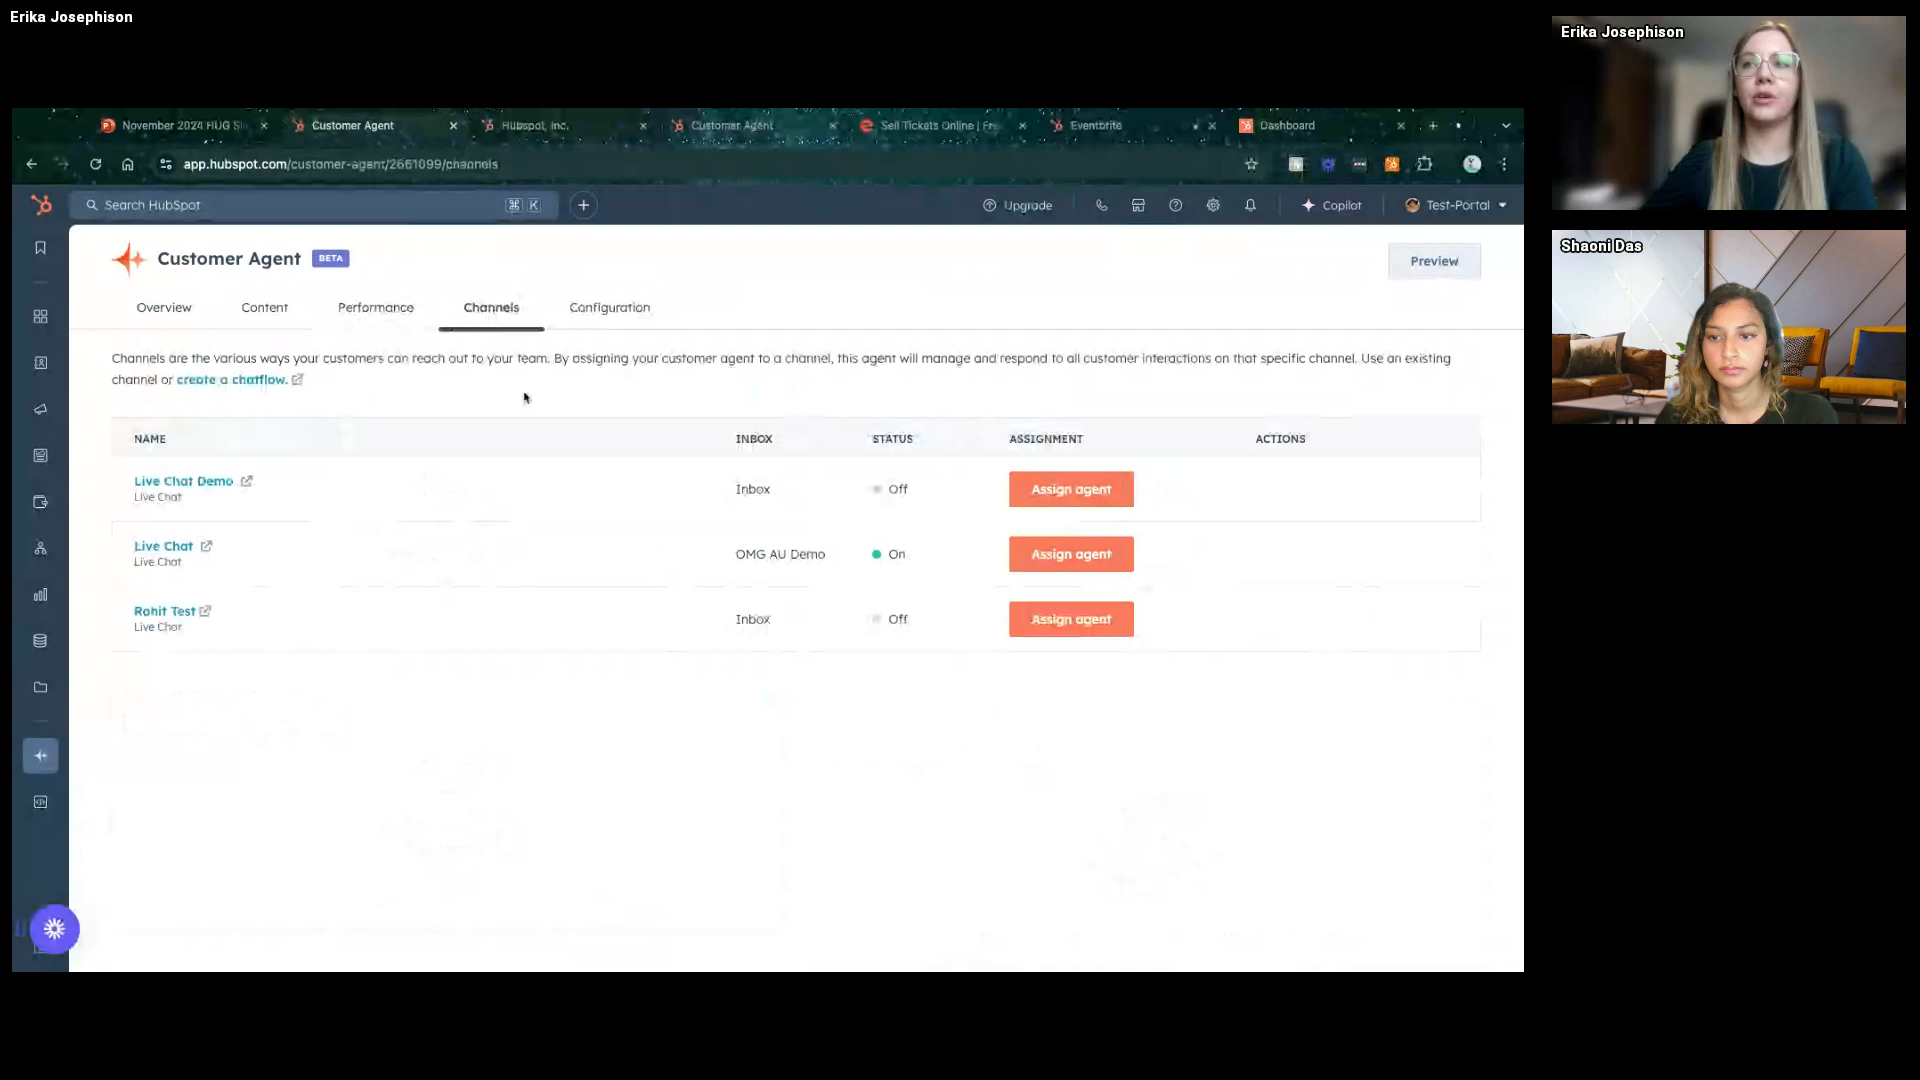 Erika Josephison
Erika Josephison
Shaoni Das
November 2024 HUG Sl
Customer Agent
Hubspot, Inc.
Customer Agent
Sell Tickets Online | Fre
Eventbrite
Dashboard
app.hubspot.com/customer-agent/2661099/channels
Search HubSpot
⌘ K
Upgrade
Copilot
Test-Portal
Customer Agent BETA
Preview
Overview Content Performance Channels Configuration
Channels are the various ways your customers can reach out to your team. By assigning your customer agent to a channel, this agent will manage and respond to all customer interactions on that specific channel. Use an existing
channel or create a chatflow.
NAME INBOX STATUS ASSIGNMENT ACTIONS
Live Chat Demo
Live Chat
Inbox Off Assign agent
Live Chat
Live Chat
OMG AU Demo On Assign agent
Rohit Test
Live Chat
Inbox Off Assign agent